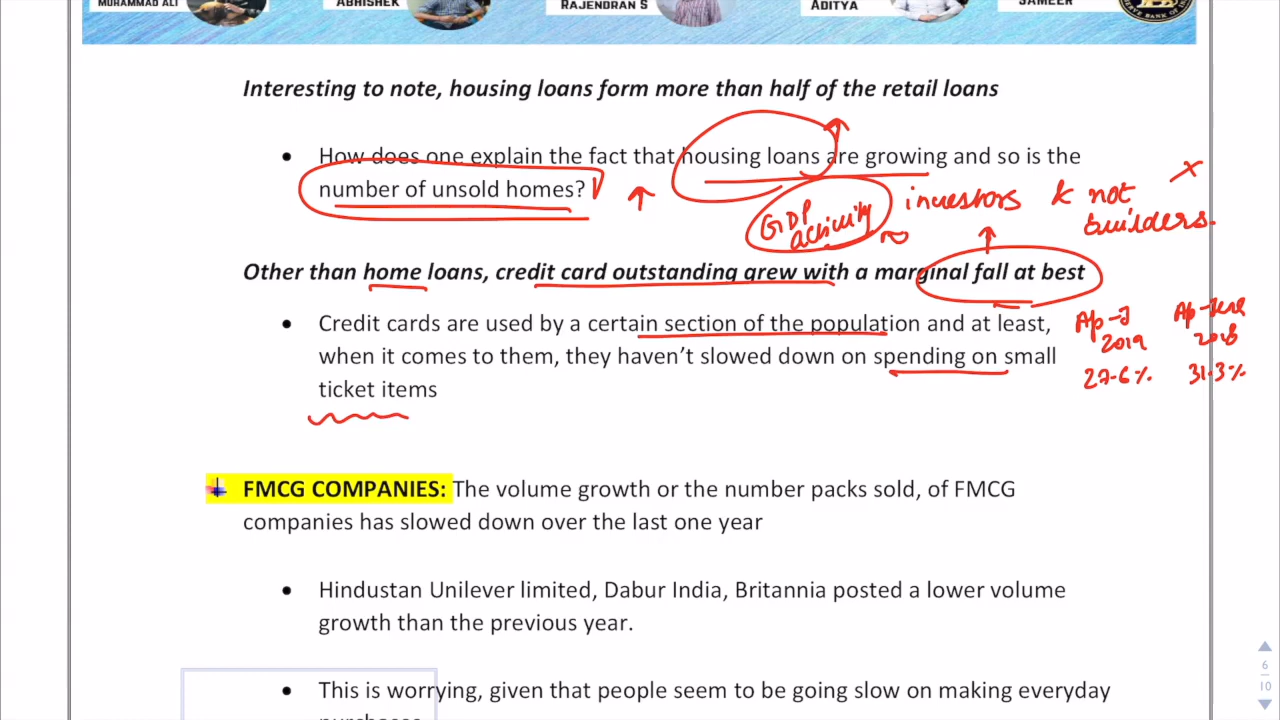 MUHAMMAD ALI
ABHISHEK
RAJENDRAN S
ADITYA
SAMEER
Interesting to note, housing loans form more than half of the retail loans
• How does one explain the fact that housing loans are growing and so is the
number of unsold homes?
GDP
activity
investors & not
builders.
Other than home loans, credit card outstanding grew with a marginal fall at best
• Credit cards are used by a certain section of the population and at least,
when it comes to them, they haven't slowed down on spending on small
ticket items
Ap-J
2019
27.6%
Ap-June
2018
31.3%
FMCG COMPANIES: The volume growth or the number packs sold, of FMCG
companies has slowed down over the last one year
• Hindustan Unilever limited, Dabur India, Britannia posted a lower volume
growth than the previous year.
• This is worrying, given that people seem to be going slow on making everyday
purchases
6
10